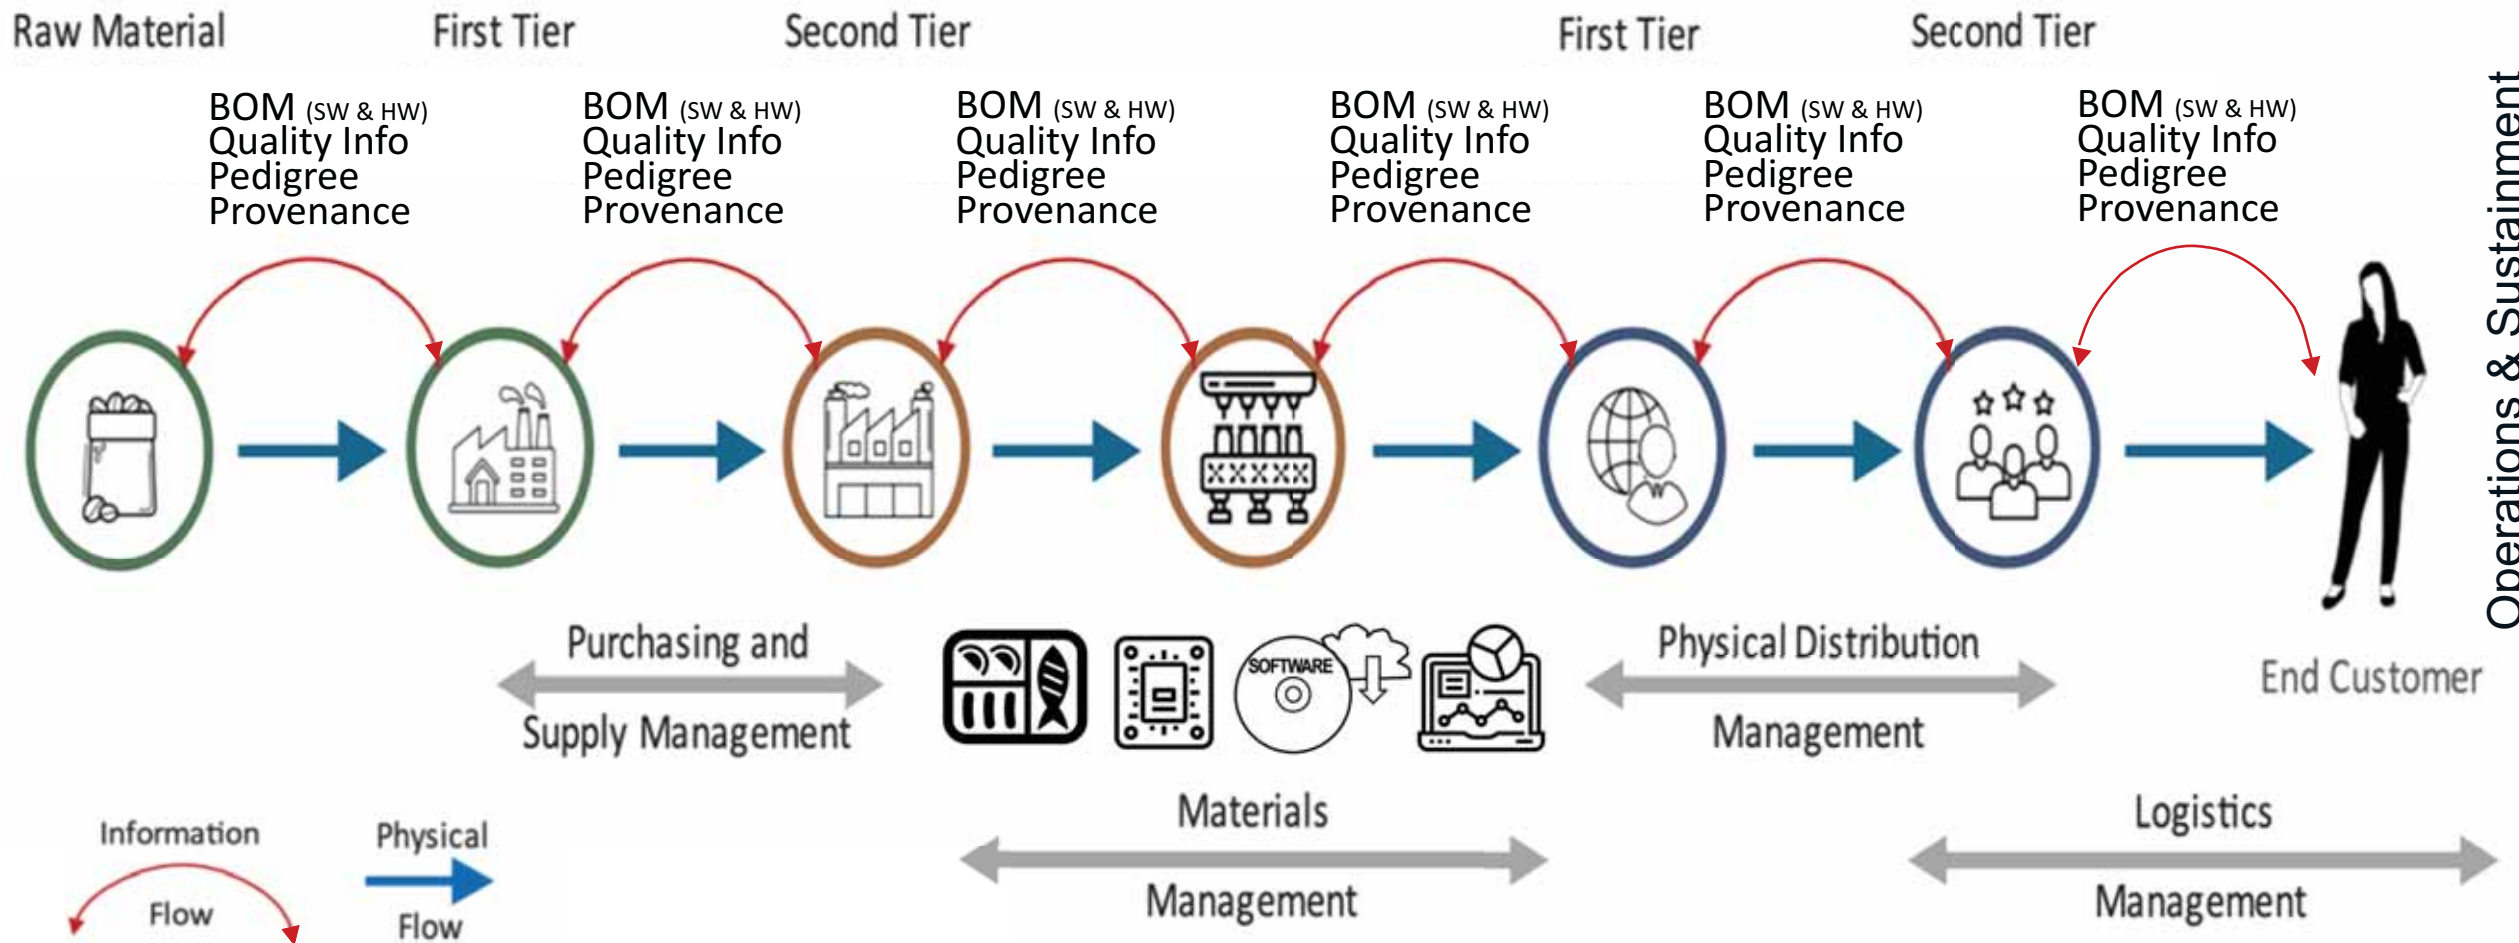 Raw Material
First Tier
Second Tier
First Tier
Second Tier
BOM (SW & HW)
Quality Info
Pedigree
Provenance
BOM (SW & HW)
Quality Info
Pedigree
Provenance
BOM (SW & HW)
Quality Info
Pedigree
Provenance
BOM (SW & HW)
Quality Info
Pedigree
Provenance
BOM (SW & HW)
Quality Info
Pedigree
Provenance
BOM (SW & HW)
Quality Info
Pedigree
Provenance
Operations & Sustainment
Purchasing and
Supply Management
SOFTWARE
Physical Distribution
Management
End Customer
Information
Flow
Physical
Flow
Materials
Management
Logistics
Management